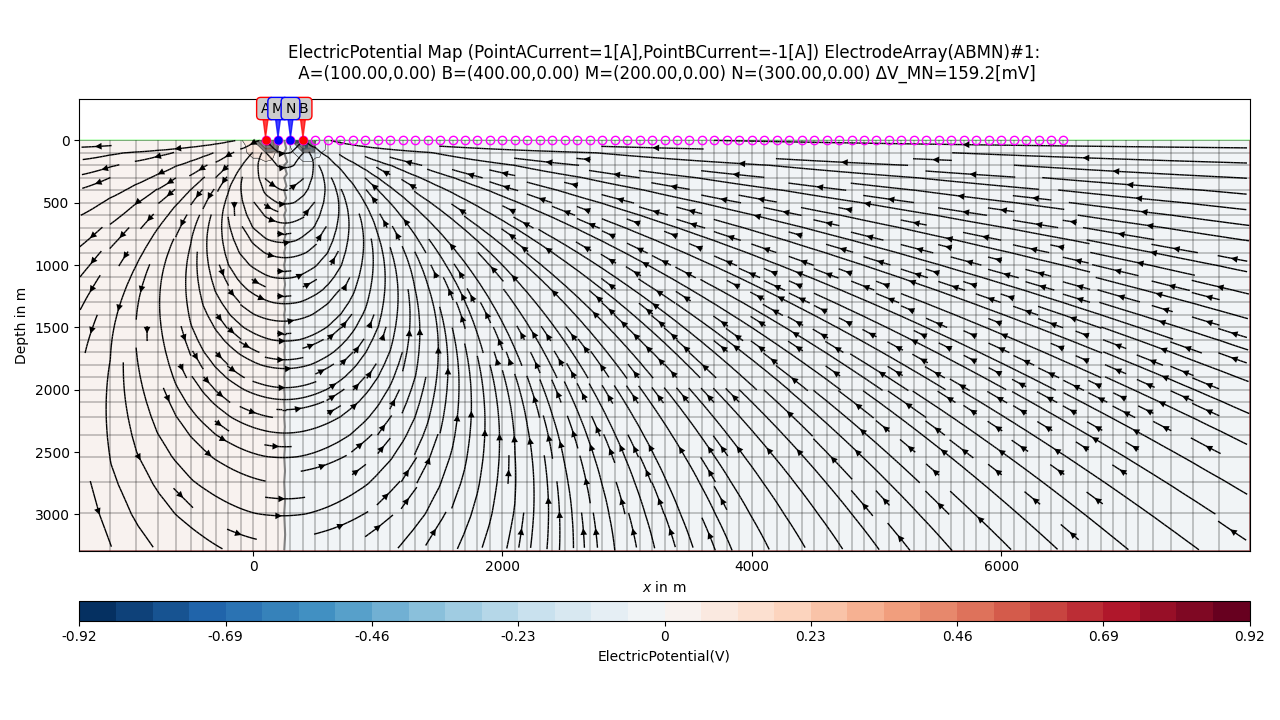 ElectricPotential Map (PointACurrent=1[A],PointBCurrent=-1[A]) ElectrodeArray(ABMN)#1:
A=(100.00,0.00) B=(400.00,0.00) M=(200.00,0.00) N=(300.00,0.00) ΔV_MN=159.2[mV]
A M N B
0
500
1000
1500
2000
2500
3000
Depth in m
0 2000 4000 6000
x in m
-0.92 -0.69 -0.46 -0.23 0 0.23 0.46 0.69 0.92
ElectricPotential(V)